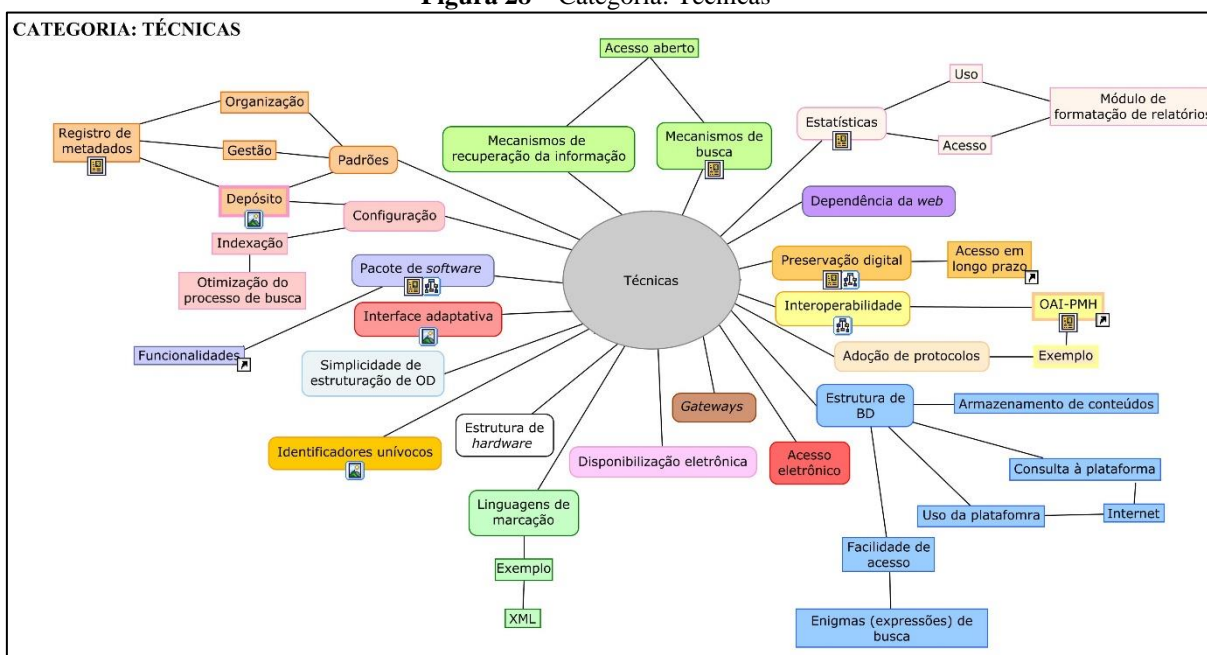 Figura 28 – Categoria: Técnicas
CATEGORIA: TÉCNICAS
Acesso aberto
Mecanismos de
recuperação da informação
Mecanismos de
busca
Estatísticas
Uso
Acesso
Módulo de
formatação de relatórios
Organização
Registro de
metadados
Gestão
Padrões
Depósito
Configuração
Indexação
Otimização do
processo de busca
Dependência da web
Técnicas
Preservação digital
Acesso em
longo prazo
Pacote de software
Interoperabilidade
OAI-PMH
Interface adaptativa
Funcionalidades
Adoção de protocolos
Exemplo
Simplicidade de
estruturação de OD
Estrutura de
BD
Armazenamento de conteúdos
Gateways
Estrutura de
hardware
Identificadores unívocos
Disponibilização eletrônica
Acesso
eletrônico
Consulta à plataforma
Linguagens de
marcação
Uso da platafomra
Internet
Facilidade de
acesso
Exemplo
XML
Enigmas (expressões) de
busca